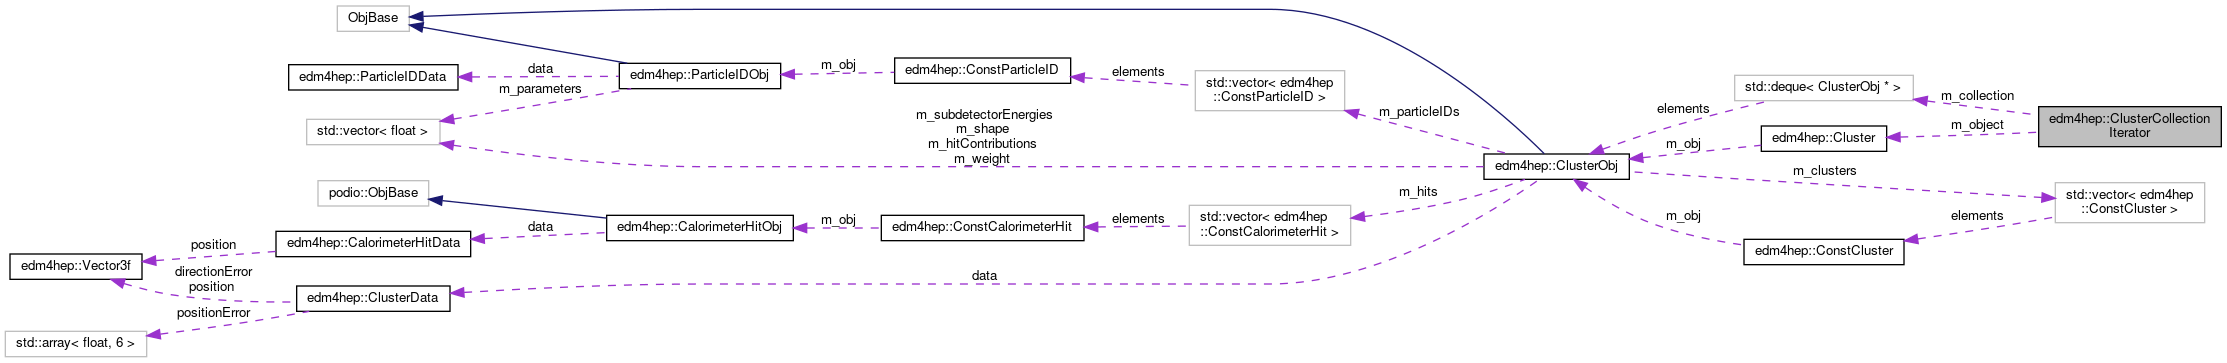 ObjBase
edm4hep::ParticleIDData
data
m_parameters
edm4hep::ParticleIDObj
m_obj
edm4hep::ConstParticleID
elements
std::vector< edm4hep
::ConstParticleID >
m_particleIDs
std::vector< float >
m_subdetectorEnergies
m_shape
m_hitContributions
m_weight
edm4hep::ClusterObj
elements
std::deque< ClusterObj * >
m_collection
m_obj
edm4hep::Cluster
m_object
edm4hep::ClusterCollection
Iterator
m_clusters
std::vector< edm4hep
::ConstCluster >
elements
m_obj
edm4hep::ConstCluster
podio::ObjBase
edm4hep::CalorimeterHitObj
m_obj
edm4hep::ConstCalorimeterHit
elements
std::vector< edm4hep
::ConstCalorimeterHit >
m_hits
data
edm4hep::CalorimeterHitData
position
edm4hep::Vector3f
directionError
position
edm4hep::ClusterData
data
positionError
std::array< float, 6 >